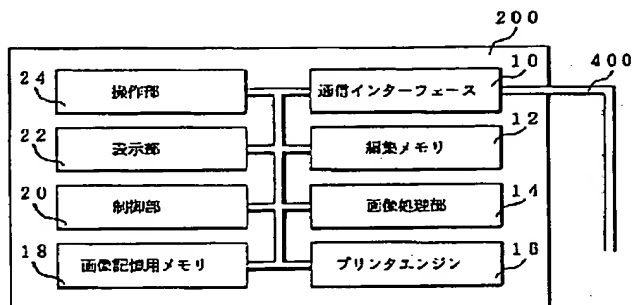 200
24 操作部 通信インターフェース 10 400
22 表示部 編集メモリ 12
20 制御部 画像処理部 14
18 画像記憶用メモリ プリンタエンジン 16